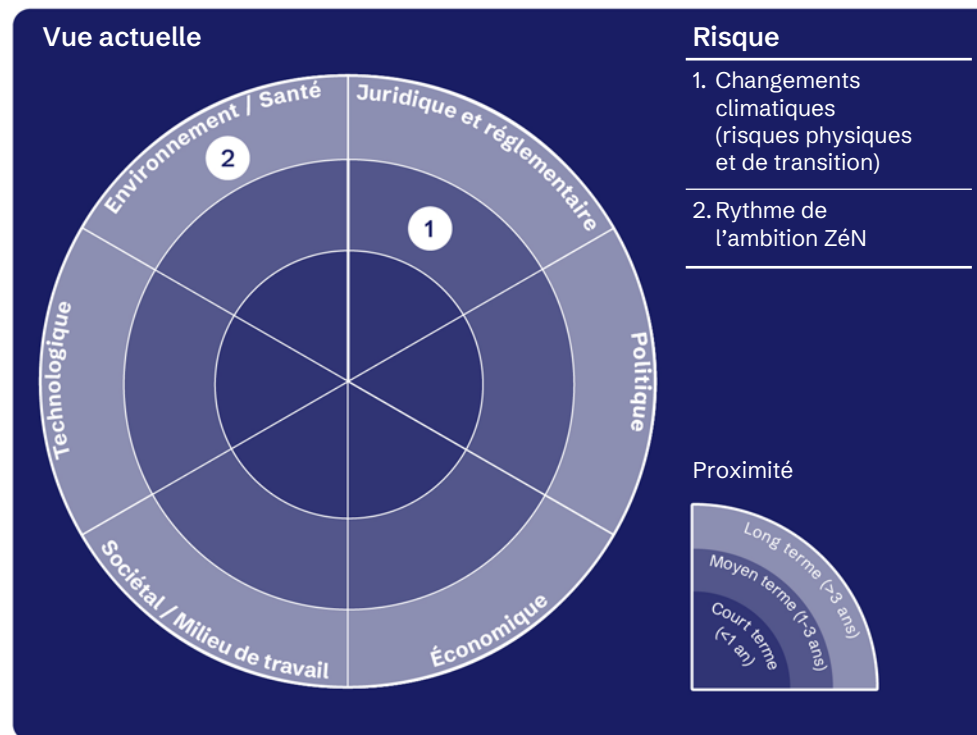 Vue actuelle
Environnement / Santé
Juridique et réglementaire
Politique
Économique
Sociétal / Milieu de travail
Technologique
2
1
Risque
1. Changements
climatiques
(risques physiques
et de transition)
2. Rythme de
l’ambition ZéN
Proximité
Long terme (>3 ans)
Moyen terme (1-3 ans)
Court terme
(<1 an)